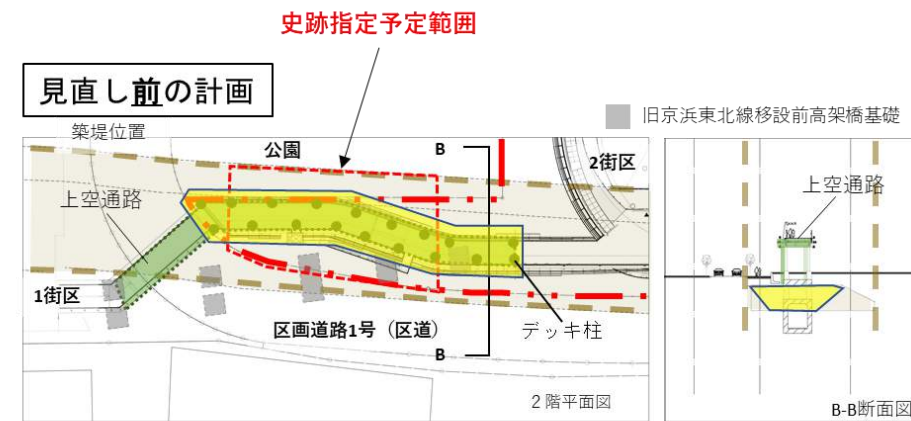 史跡指定予定範囲
見直し前の計画
旧京浜東北線移設前高架橋基礎
築堤位置
公園
B
2街区
上空通路
上空通路
1街区
区画道路1号（区道）
デッキ柱
B
2階平面図
B-B断面図